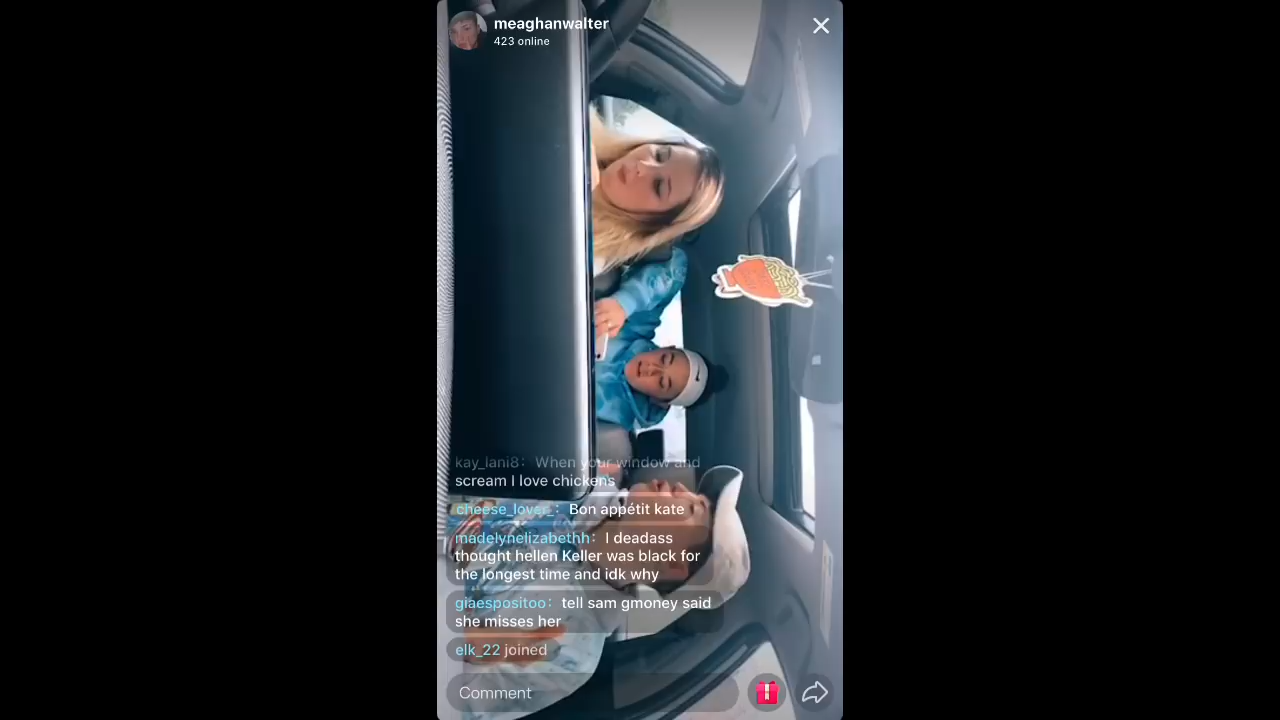 meaghanwalter
423 online
kay_lani8: When your window and
scream I love chickens
cheese_lover_: Bon appétit kate
madelynelizabethh: I deadass
thought hellen Keller was black for
the longest time and idk why
giaespositoo: tell sam gmoney said
she misses her
elk_22 joined
Comment